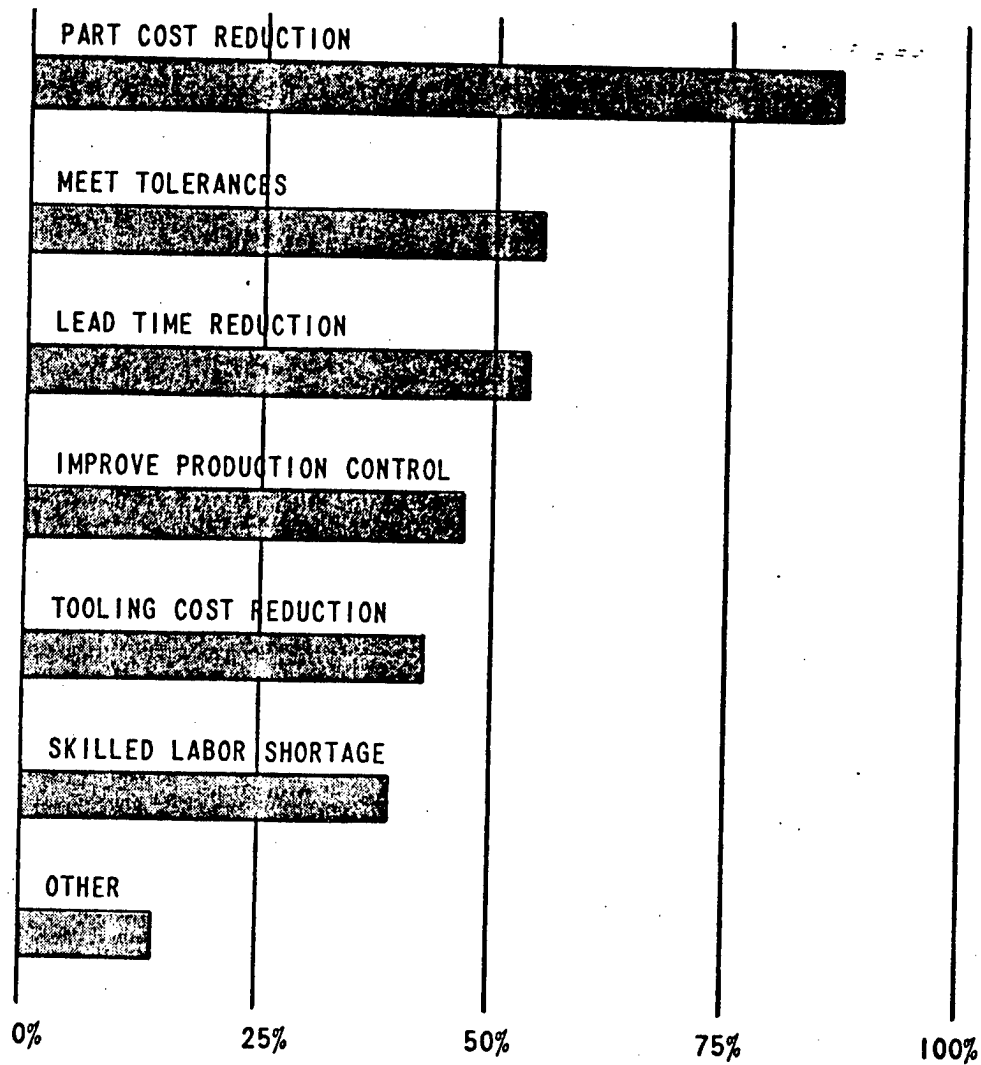 PART COST REDUCTION
MEET TOLERANCES
LEAD TIME REDUCTION
IMPROVE PRODUCTION CONTROL
TOOLING COST REDUCTION
SKILLED LABOR SHORTAGE
OTHER
0% 25% 50% 75% 100%